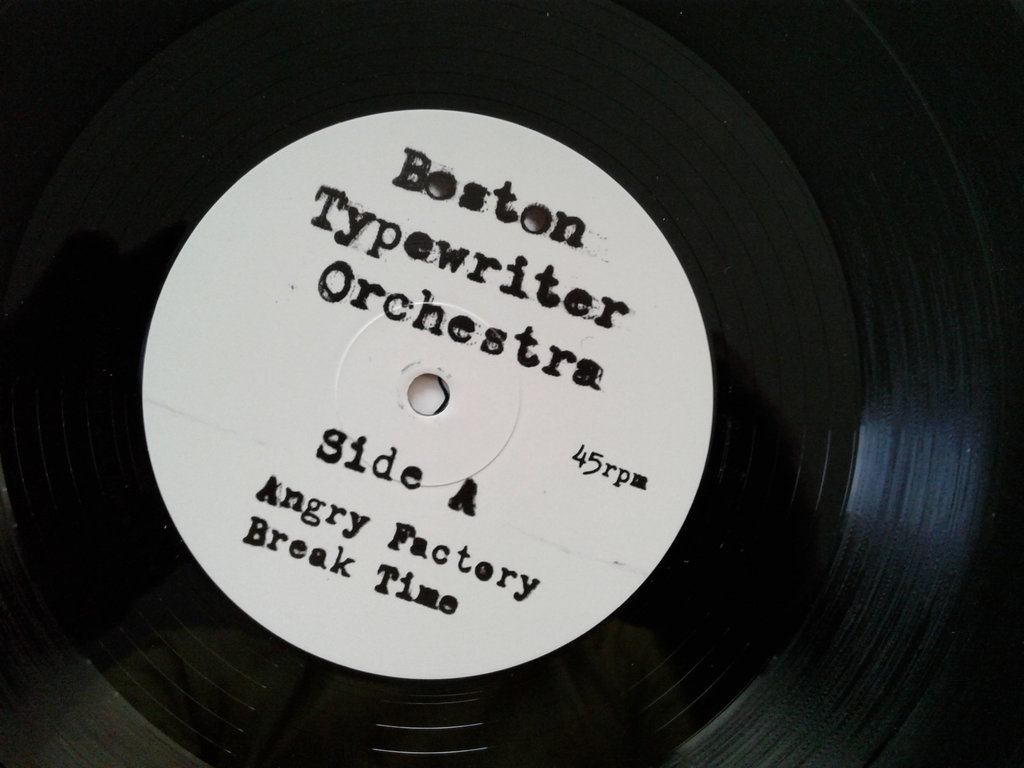 Boston
Typewriter
Orchestra
45rpm
Side A
Angry Factory
Break Time